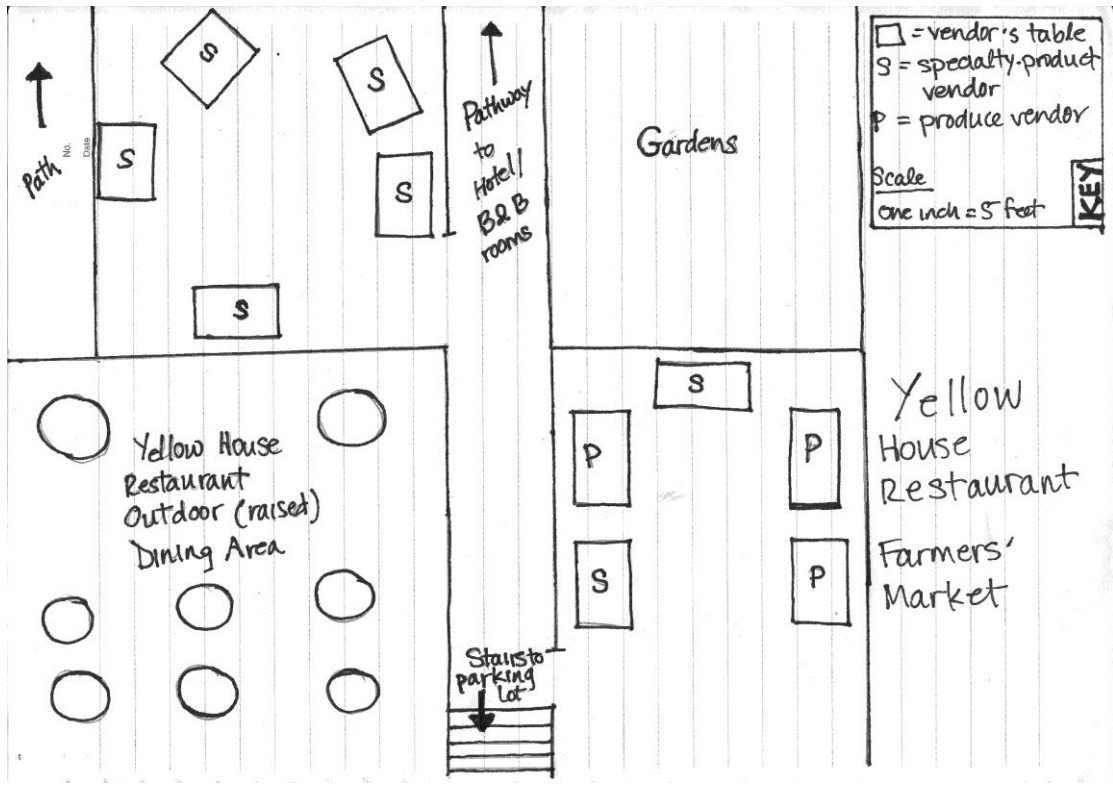 S
S
S
S
S
Path
No.
Date
Pathway
to
Hotel/
B&B
rooms
Gardens
= vendor's table
S = specialty-product
vendor
P = produce vendor
Scale
one inch = 5 feet
KEY
Yellow House
Restaurant
Outdoor (raised)
Dining Area
S
P
P
S
P
Stairs to
parking
lot
Yellow
House
Restaurant
Farmers'
Market